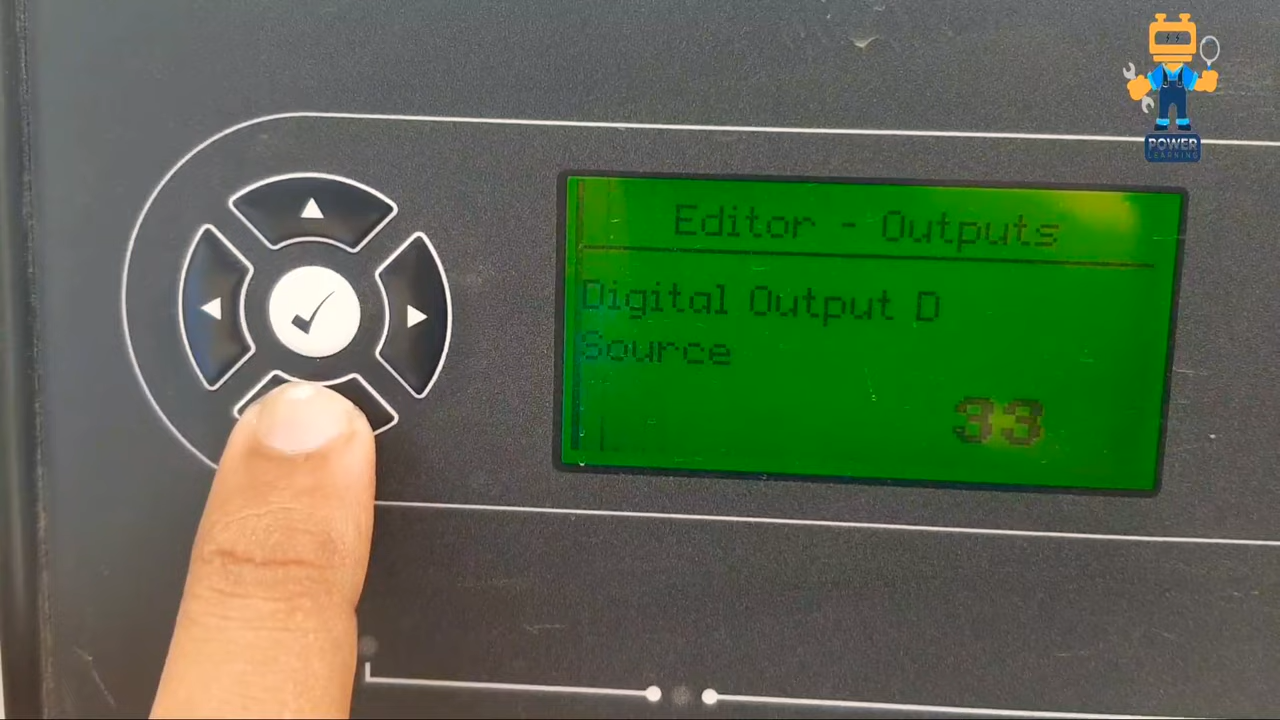 Editor - Outputs
Digital Output D
Source
33
POWER
LEARNING